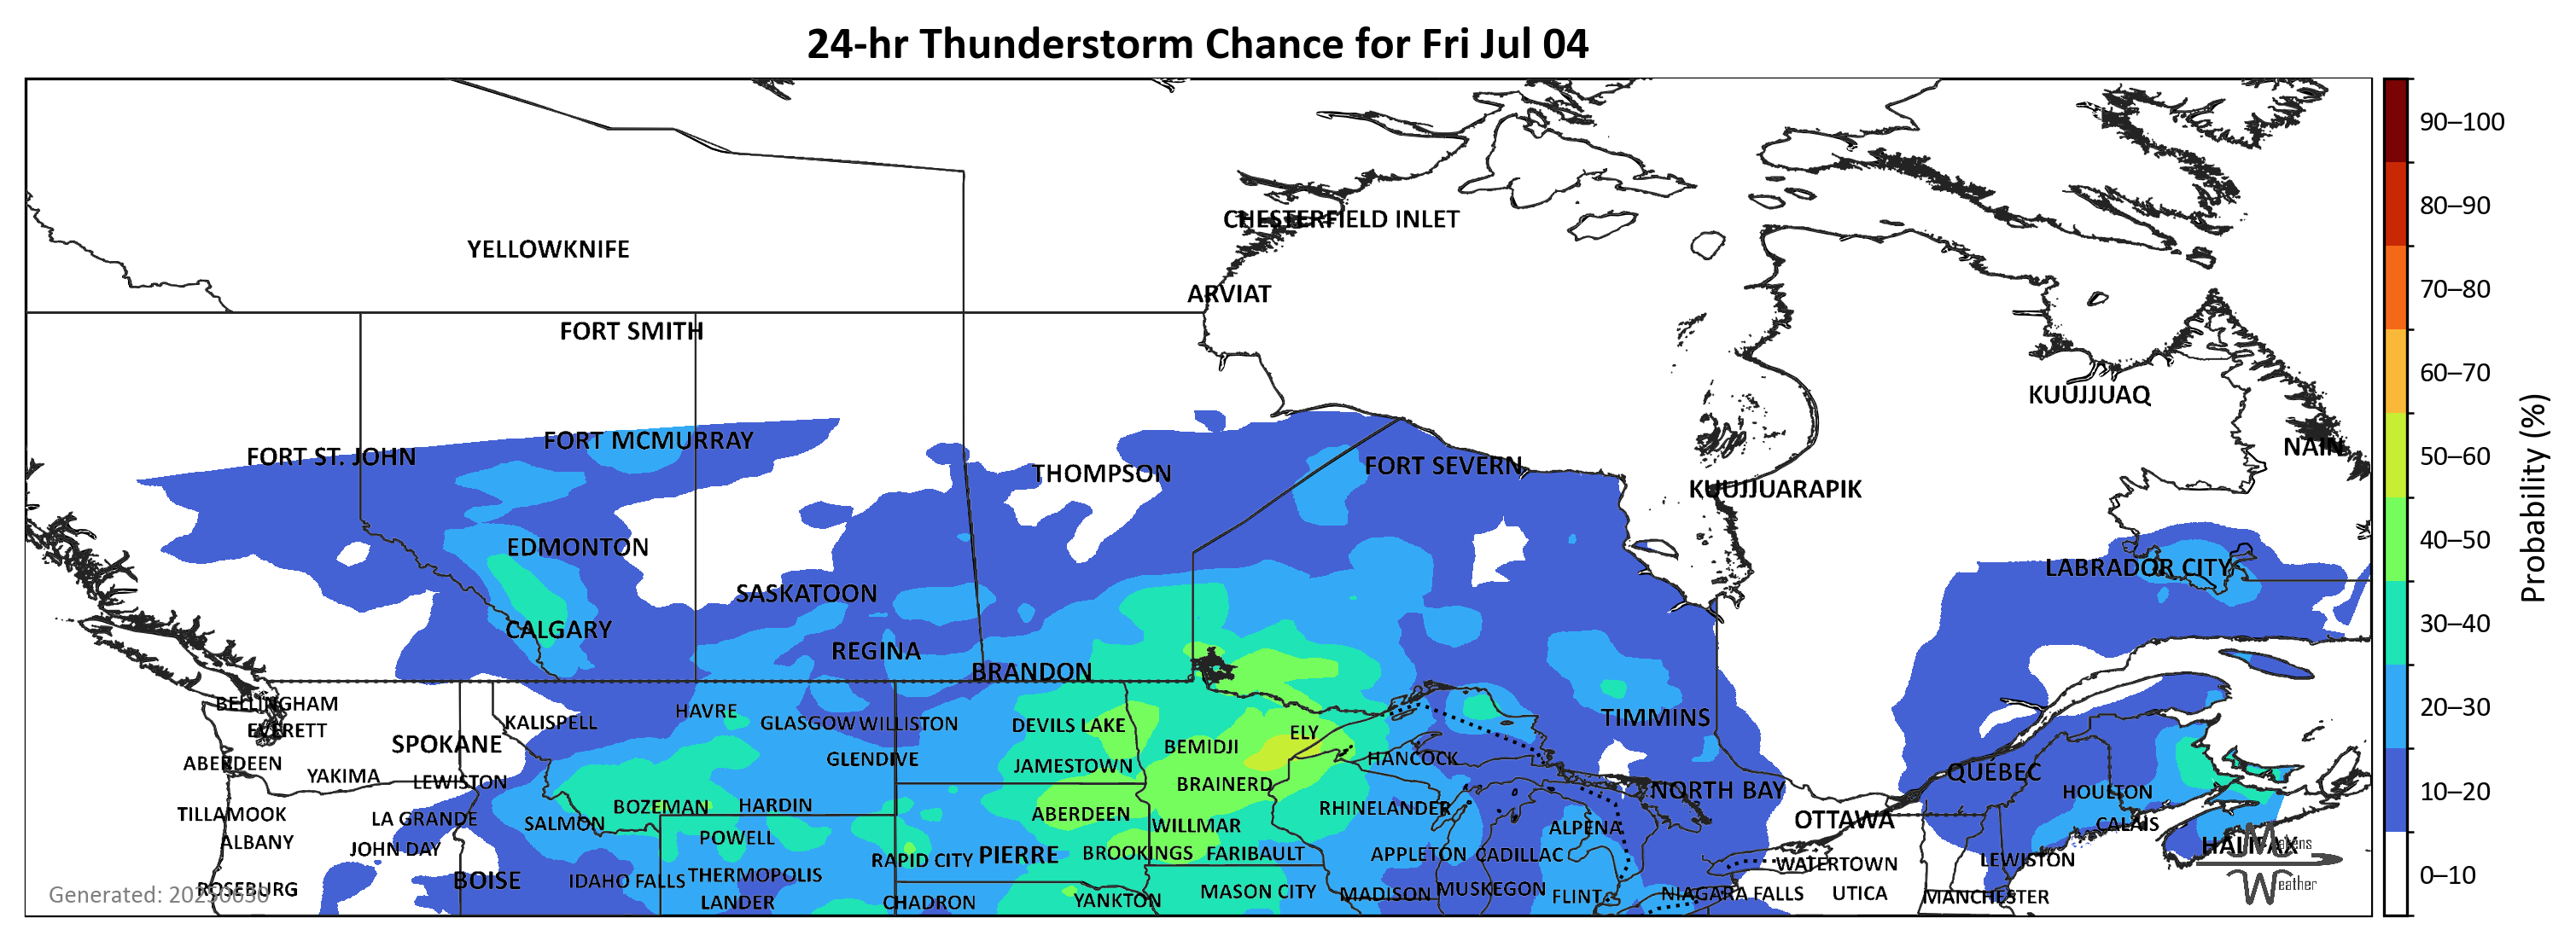 24-hr Thunderstorm Chance for Fri Jul 04
90–100
80–90
CHESTERFIELD INLET
YELLOWKNIFE
70–80
ARVIAT
FORT SMITH
60–70
KUUJJUAQ
FORT MCMURRAY
NAIN
FORT ST. JOHN
50–60
THOMPSON
FORT SEVERN
KUUJJUARAPIK
Probability (%)
40–50
EDMONTON
LABRADOR CITY
SASKATOON
30–40
CALGARY
REGINA
BRANDON
BELLINGHAM
20–30
HAVRE
TIMMINS
KALISPELL
GLASGOW
WILLISTON
DEVILS LAKE
EVERETT
ELY
SPOKANE
BEMIDJI
HANCOCK
GLENDIVE
ABERDEEN
JAMESTOWN
QUÉBEC
YAKIMA
LEWISTON
BRAINERD
NORTH BAY
HOULTON
10–20
BOZEMAN
HARDIN
RHINELANDER
TILLAMOOK
ABERDEEN
LA GRANDE
OTTAWA
SALMON
WILLMAR
ALPENA
CALAIS
POWELL
ALBANY
HALIFAX
Matens
JOHN DAY
BROOKINGS
FARIBAULT
APPLETON
CADILLAC
PIERRE
RAPID CITY
LEWISTON
WATERTOWN
THERMOPOLIS
0–10
BOISE
IDAHO FALLS
Weather
ROSEBURG
MUSKEGON
MASON CITY
MADISON
NIAGARA FALLS
UTICA
Generated: 20250630
FLINT
MANCHESTER
YANKTON
LANDER
CHADRON